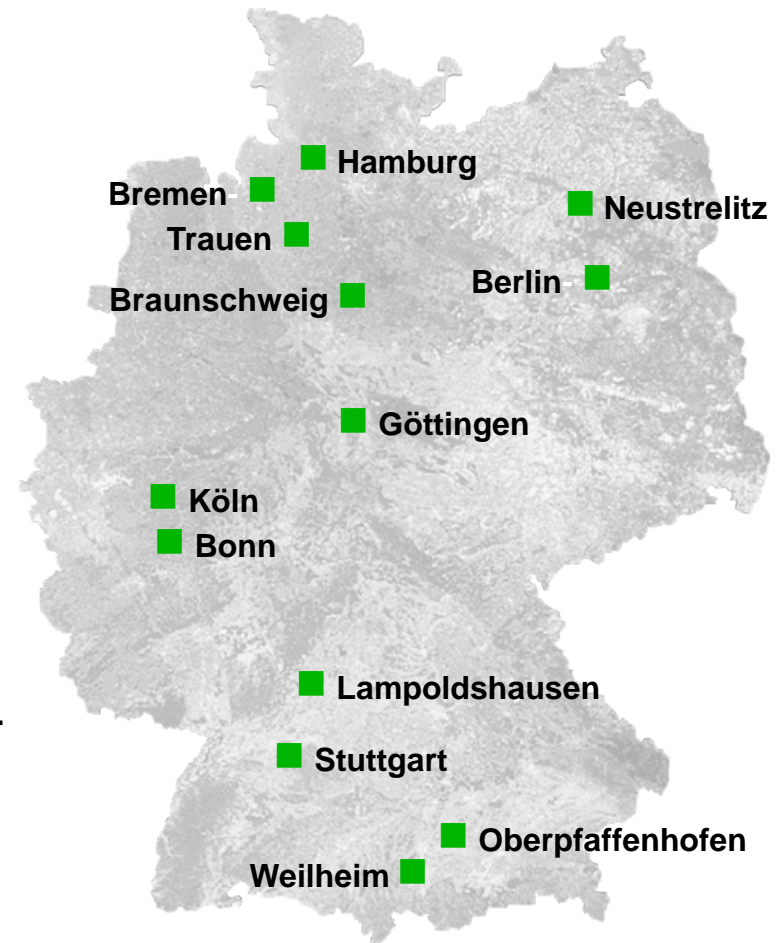 Hamburg
Bremen
Neustrelitz
Trauen
Berlin
Braunschweig
Göttingen
Köln
Bonn
Lampoldshausen
Stuttgart
Oberpfaffenhofen
Weilheim